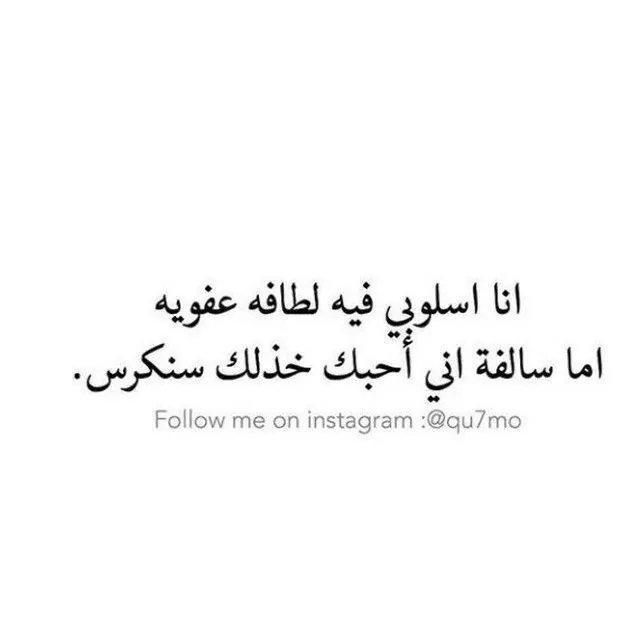 انا اسلوبي فيه لطافه عفويه
اما سالفة اني أحبك خذلك سنكرس.
Follow me on instagram :@qu7mo